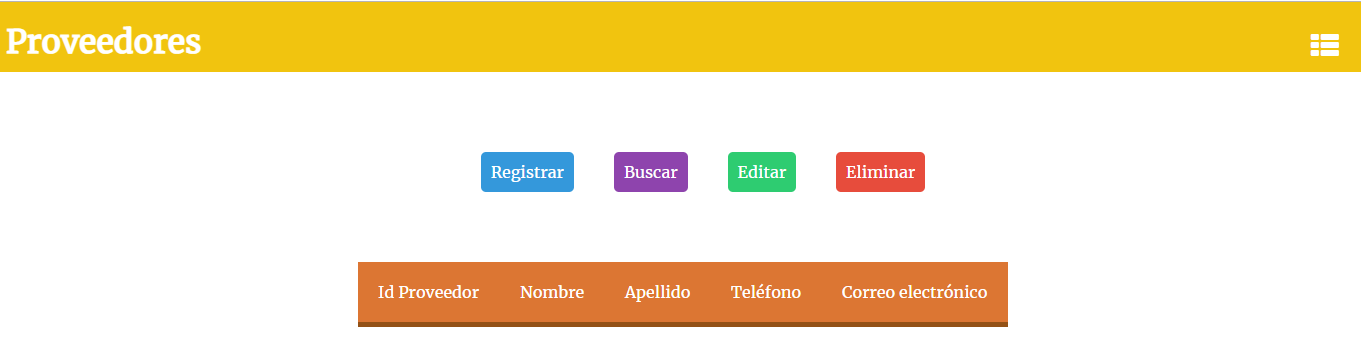 Proveedores
Registrar Buscar Editar Eliminar
Id Proveedor Nombre Apellido Teléfono Correo electrónico